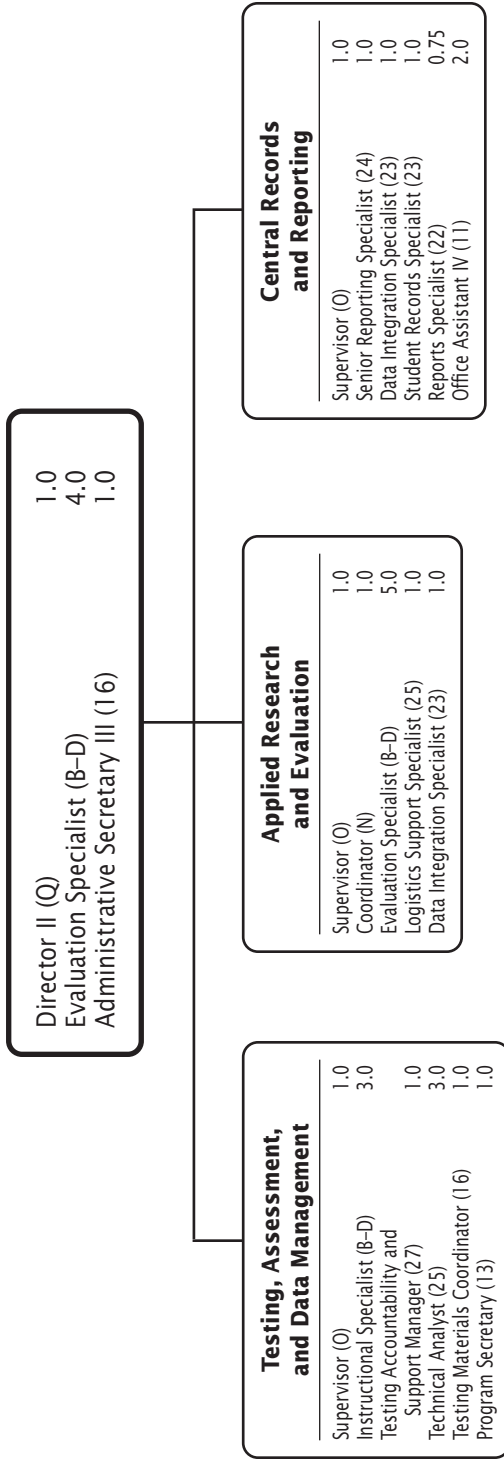 Director II (Q) 1.0
Evaluation Specialist (B–D) 4.0
Administrative Secretary III (16) 1.0
Testing, Assessment,
and Data Management
Supervisor (O) 1.0
Instructional Specialist (B–D) 3.0
Testing Accountability and
Support Manager (27) 1.0
Technical Analyst (25) 3.0
Testing Materials Coordinator (16) 1.0
Program Secretary (13) 1.0
Applied Research
and Evaluation
Supervisor (O) 1.0
Coordinator (N) 1.0
Evaluation Specialist (B–D) 5.0
Logistics Support Specialist (25) 1.0
Data Integration Specialist (23) 1.0
Central Records
and Reporting
Supervisor (O) 1.0
Senior Reporting Specialist (24) 1.0
Data Integration Specialist (23) 1.0
Student Records Specialist (23) 1.0
Reports Specialist (22) 0.75
Office Assistant IV (11) 2.0